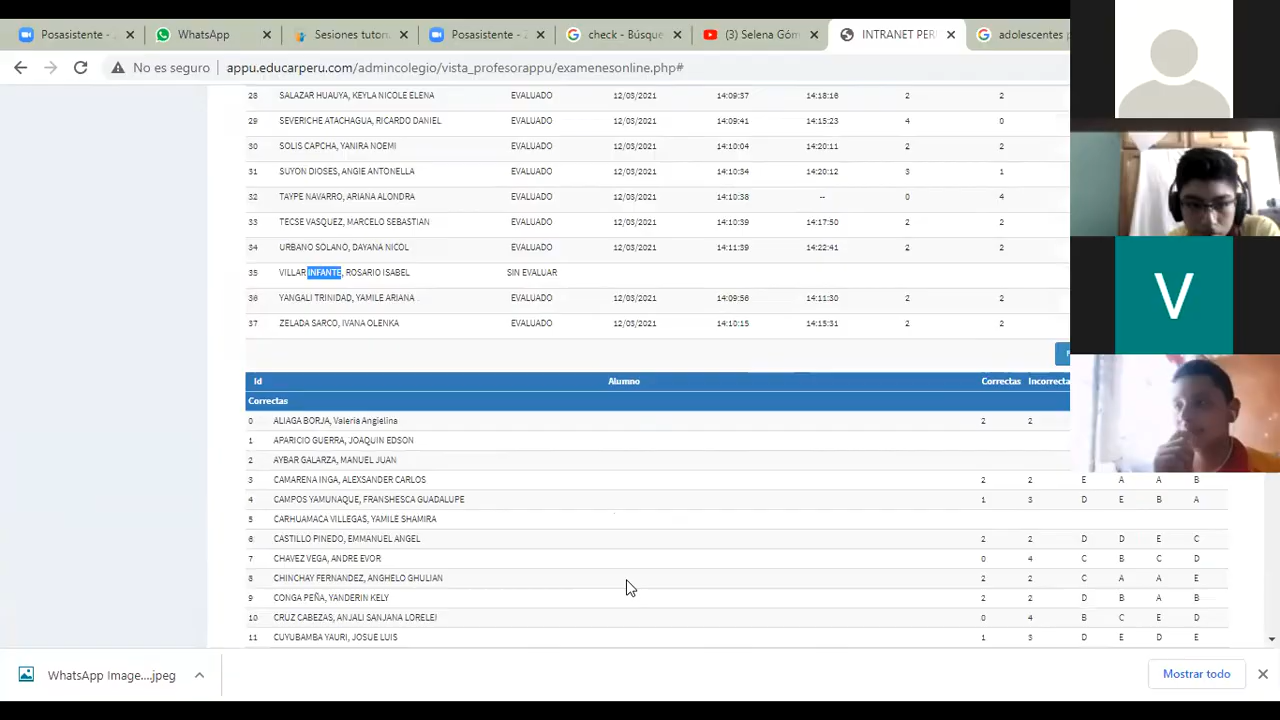 Posasistente - WhatsApp Sesiones tutori Posasistente - Z check - Búsque (3) Selena Góm INTRANET PER adolescentes p
No es seguro appu.educarperu.com/admincolegio/vista_profesorappu/examenesonline.php#
28 SALAZAR HUAUYA, KEYLA NICOLE ELENA EVALUADO 12/03/2021 14:09:37 14:18:16 2 2
29 SEVERICHE ATACHAGUA, RICARDO DANIEL EVALUADO 12/03/2021 14:09:41 14:15:23 4 0
30 SOLIS CAPCHA, YANIRA NOEMI EVALUADO 12/03/2021 14:10:04 14:20:11 2 2
31 SUYON DIOSES, ANGIE ANTONELLA EVALUADO 12/03/2021 14:10:34 14:20:12 3 1
32 TAYPE NAVARRO, ARIANA ALONDRA EVALUADO 12/03/2021 14:10:38 -- 0 4
33 TECSE VASQUEZ, MARCELO SEBASTIAN EVALUADO 12/03/2021 14:10:39 14:17:50 2 2
34 URBANO SOLANO, DAYANA NICOL EVALUADO 12/03/2021 14:11:39 14:22:41 2 2
35 VILLAR INFANTE, ROSARIO ISABEL SIN EVALUAR
36 YANGALI TRINIDAD, YAMILE ARIANA EVALUADO 12/03/2021 14:09:56 14:11:30 2 2
37 ZELADA SARCO, IVANA OLENKA EVALUADO 12/03/2021 14:10:15 14:15:31 2 2
V
Id Alumno Correctas Incorrecta
Correctas
0 ALIAGA BORJA, Valeria Angielina 2 2
1 APARICIO GUERRA, JOAQUIN EDSON
2 AYBAR GALARZA, MANUEL JUAN
3 CAMARENA INGA, ALEXSANDER CARLOS 2 2 E A A B
4 CAMPOS YAMUNAQUE, FRANSHESCA GUADALUPE 1 3 D E B A
5 CARHUAMACA VILLEGAS, YAMILE SHAMIRA
6 CASTILLO PINEDO, EMMANUEL ANGEL 2 2 D D E C
7 CHAVEZ VEGA, ANDRE EVOR 0 4 C B C D
8 CHINCHAY FERNANDEZ, ANGHELO GHULIAN 2 2 C A A E
9 CONGA PEÑA, YANDERIN KELY 2 2 D B A B
10 CRUZ CABEZAS, ANJALI SANJANA LORELEI 0 4 B C E D
11 CUYUBAMBA YAURI, JOSUE LUIS 1 3 D E D E
WhatsApp Image....jpeg Mostrar todo